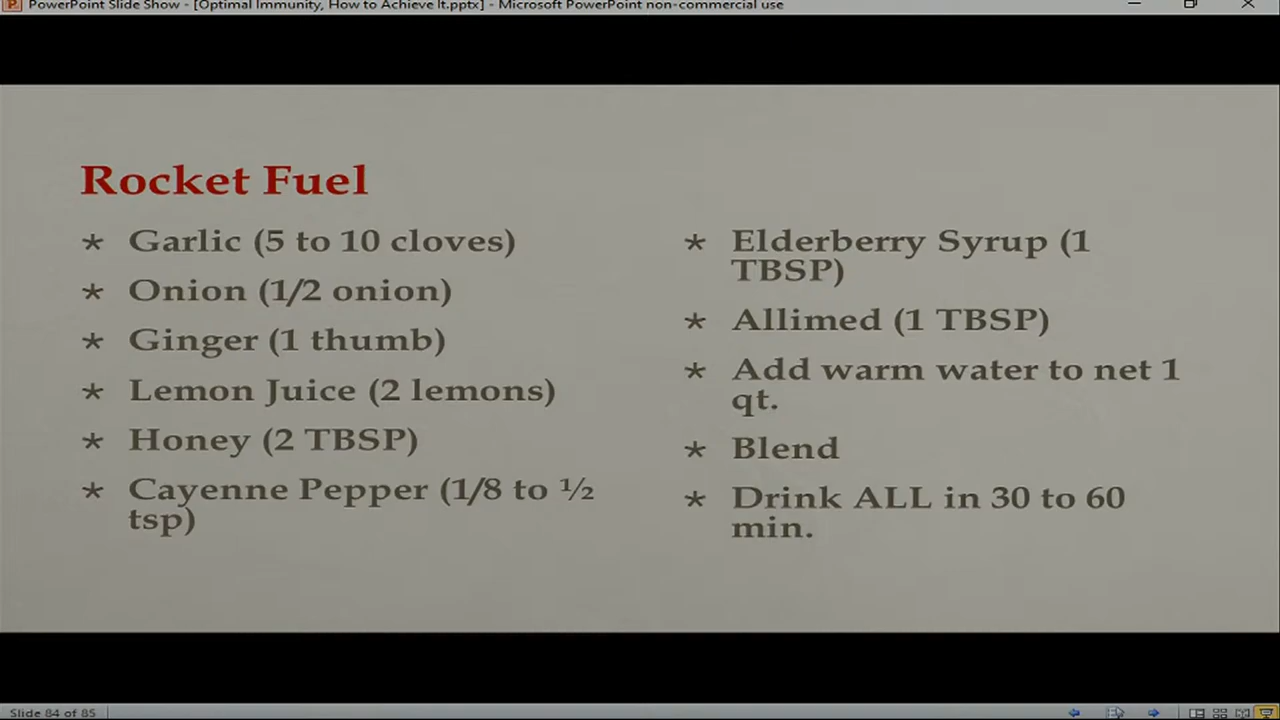 PowerPoint Slide Show - [Optimal Immunity, How to Achieve It.pptx] - Microsoft PowerPoint non-commercial use
Rocket Fuel
* Garlic (5 to 10 cloves)
* Onion (1/2 onion)
* Ginger (1 thumb)
* Lemon Juice (2 lemons)
* Honey (2 TBSP)
* Cayenne Pepper (1/8 to ½
tsp)
* Elderberry Syrup (1
TBSP)
* Allimed (1 TBSP)
* Add warm water to net 1
qt.
* Blend
* Drink ALL in 30 to 60
min.
Slide 84 of 85